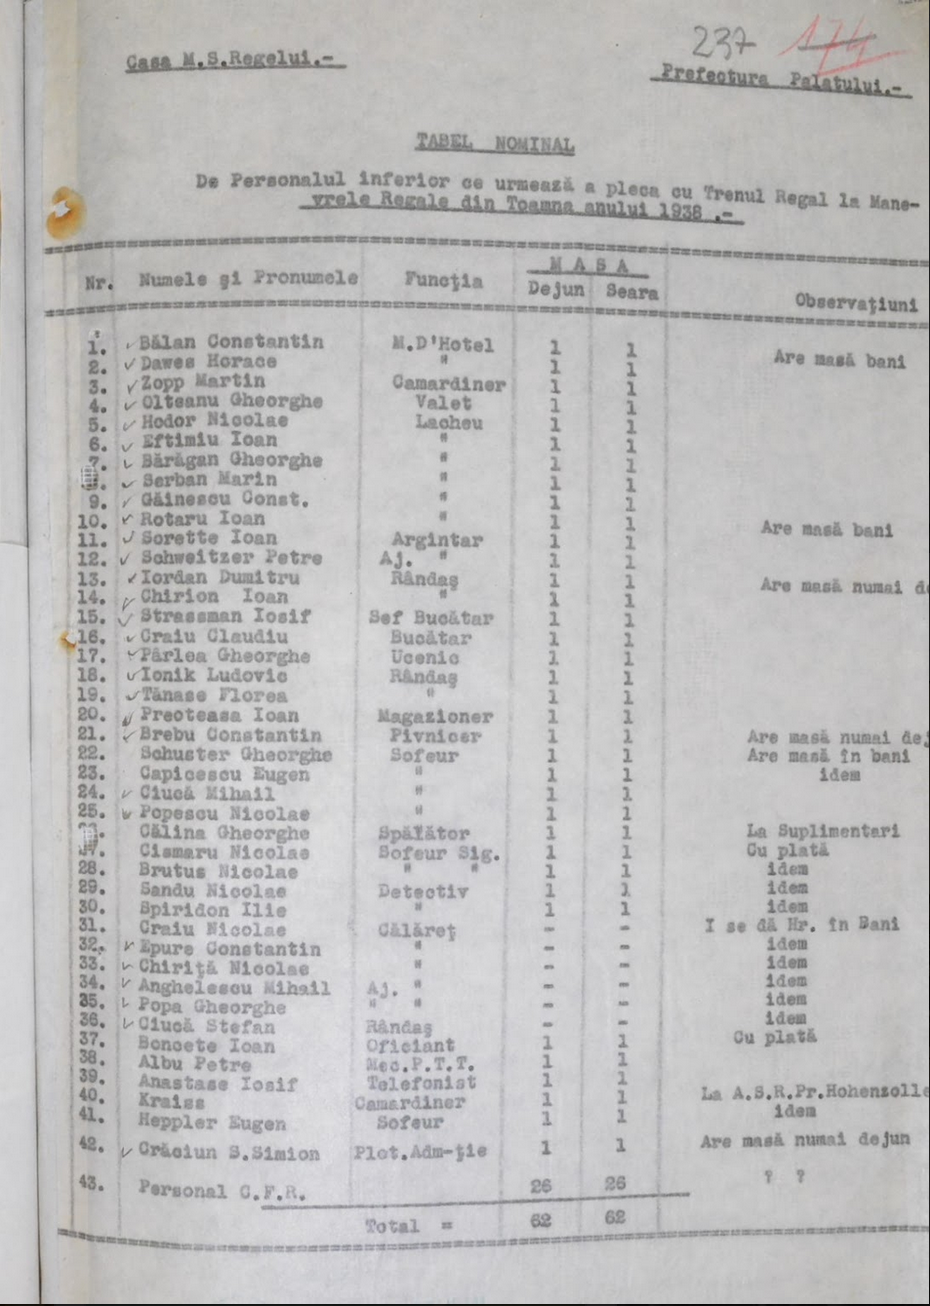 237 174
Casa M.S.Regelui.-
Prefectura Palatului.-
TABEL NOMINAL
De Personalul inferior ce urmează a pleca cu Trenul Regal la Mane-
vrele Regale din Toamna anului 1938 .-
Nr. Numele şi Pronumele Funcţia MASA Dejun Seara Observaţiuni
1. Bălan Constantin M.D'Hotel 1 1 Are masă bani
2. Dawes Horace " 1 1
3. Zopp Martin Camardiner 1 1
4. Olteanu Gheorghe Valet 1 1
5. Hodor Nicolae Lacheu 1 1
6. Eftimiu Ioan " 1 1
7. Bărăgan Gheorghe " 1 1
Serban Marin " 1 1
9. Găinescu Const. " 1 1
10. Rotaru Ioan " 1 1 Are masă bani
11. Sorette Ioan Argintar 1 1
12. Schweitzer Petre Aj. " 1 1
13. Iordan Dumitru Rândaş 1 1 Are masă numai de
14. Chirion Ioan " 1 1
15. Strassman Iosif Sef Bucătar 1 1
16. Craiu Claudiu Bucătar 1 1
17. Pârlea Gheorghe Ucenic 1 1
18. Ionik Ludovic Rândaş 1 1
19. Tănase Florea " 1 1
20. Preoteasa Ioan Magazioner 1 1
21. Brebu Constantin Pivnicer 1 1 Are masă numai dej
22. Schuster Gheorghe Sofeur 1 1 Are masă în bani
23. Capicescu Eugen " 1 1 idem
24. Ciucă Mihail " 1 1
25. Popescu Nicolae " 1 1
Călina Gheorghe Spălător 1 1 La Suplimentari
Cismaru Nicolae Sofeur Sig. 1 1 Cu plată
28. Brutus Nicolae " " 1 1 idem
29. Sandu Nicolae Detectiv 1 1 idem
30. Spiridon Ilie " 1 1 idem
31. Craiu Nicolae Călăreţ - - I se dă Hr. în Bani
32. Epure Constantin " - - idem
33. Chiriţă Nicolae " - - idem
34. Anghelescu Mihail Aj. " - - idem
35. Popa Gheorghe " " - - idem
36. Ciucă Stefan Rândaş - - idem
37. Boncete Ioan Oficiant 1 1 Cu plată
38. Albu Petre Mec.P.T.T. 1 1
39. Anastase Iosif Telefonist 1 1
40. Kraiss Camardiner 1 1 La A.S.R.Pr.Hohenzolle
41. Heppler Eugen Sofeur 1 1 idem
42. Crăciun S.Simion Plot.Adm-ţie 1 1 Are masă numai dejun
43. Personal C.F.R. 26 26 ? ?
Total = 62 62